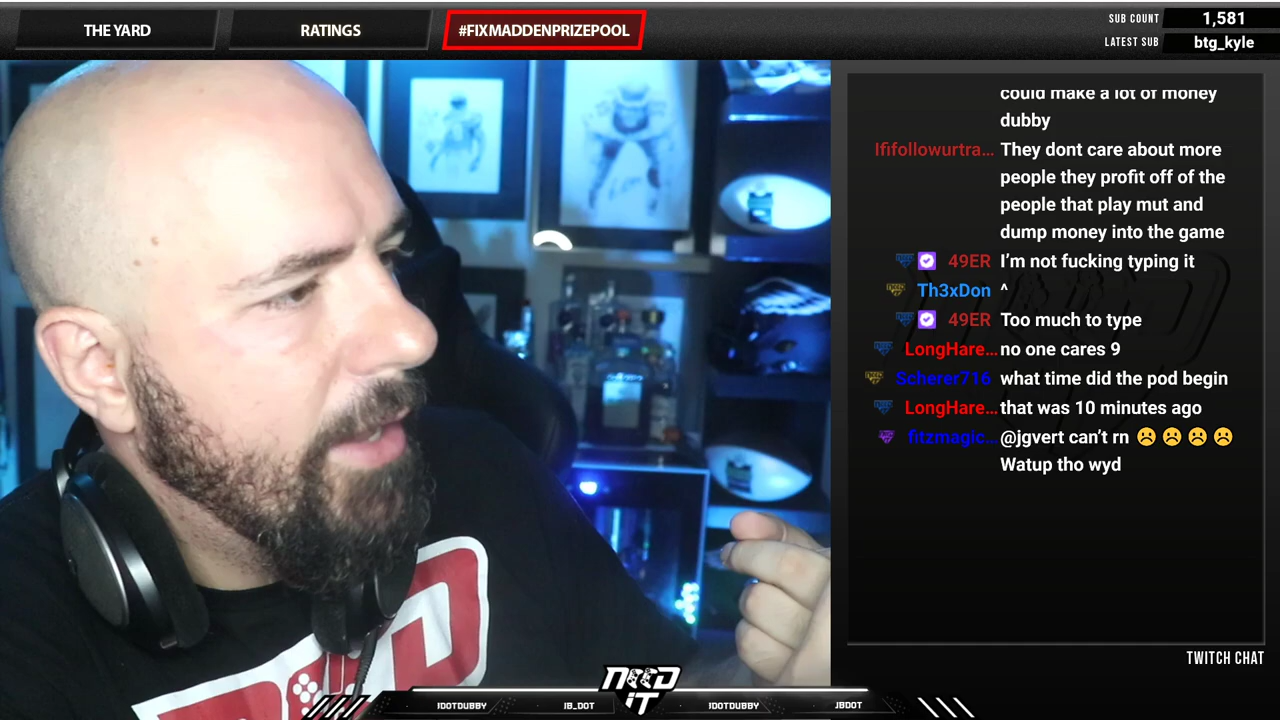 THE YARD
RATINGS
#FIXMADDENPRIZEPOOL
SUB COUNT 1,581
LATEST SUB btg_kyle
could make a lot of money
dubby
Ififollowurtra... They dont care about more
people they profit off of the
people that play mut and
dump money into the game
49ER I'm not fucking typing it
Th3xDon ^
49ER Too much to type
LongHare... no one cares 9
Scherer716 what time did the pod begin
LongHare... that was 10 minutes ago
fitzmagic... @jgvert can't rn ☹️ ☹️ ☹️ ☹️
Watup tho wyd
TWITCH CHAT
NERD
IT
IDOTDUBBY
IB_DOT
IDOTDUBBY
JBDOT